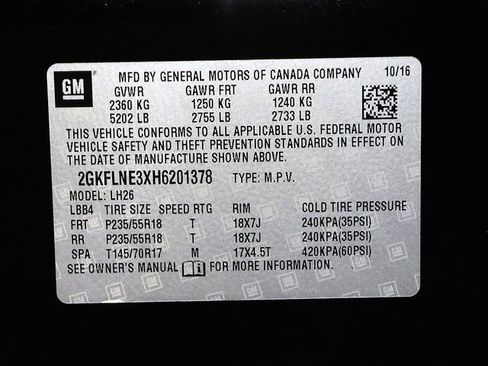 GM MFD BY GENERAL MOTORS OF CANADA COMPANY 10/16
GVWR GAWR FRT GAWR RR
2360 KG 1250 KG 1240 KG
5202 LB 2755 LB 2733 LB
THIS VEHICLE CONFORMS TO ALL APPLICABLE U.S. FEDERAL MOTOR
VEHICLE SAFETY AND THEFT PREVENTION STANDARDS IN EFFECT ON
THE DATE OF MANUFACTURE SHOWN ABOVE.
2GKFLNE3XH6201378 TYPE: M.P.V.
MODEL: LH26
LBB4 TIRE SIZE SPEED RTG RIM COLD TIRE PRESSURE
FRT P235/55R18 T 18X7J 240KPA(35PSI)
RR P235/55R18 T 18X7J 240KPA(35PSI)
SPA T145/70R17 M 17X4.5T 420KPA(60PSI)
SEE OWNER'S MANUAL FOR MORE INFORMATION.